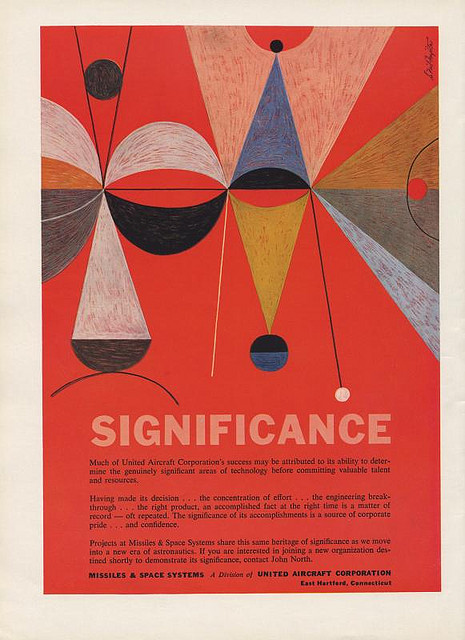 SIGNIFICANCE
Much of United Aircraft Corporation's success may be attributed to its ability to deter-
mine the genuinely significant areas of technology before committing valuable talent
and resources.
Having made its decision . . . the concentration of effort . . . the engineering break-
through . . . the right product, an accomplished fact at the right time is a matter of
record — oft repeated. The significance of its accomplishments is a source of corporate
pride . . . and confidence.
Projects at Missiles & Space Systems share this same heritage of significance as we move
into a new era of astronautics. If you are interested in joining a new organization des-
tined shortly to demonstrate its significance, contact John North.
MISSILES & SPACE SYSTEMS A Division of UNITED AIRCRAFT CORPORATION
East Hartford, Connecticut